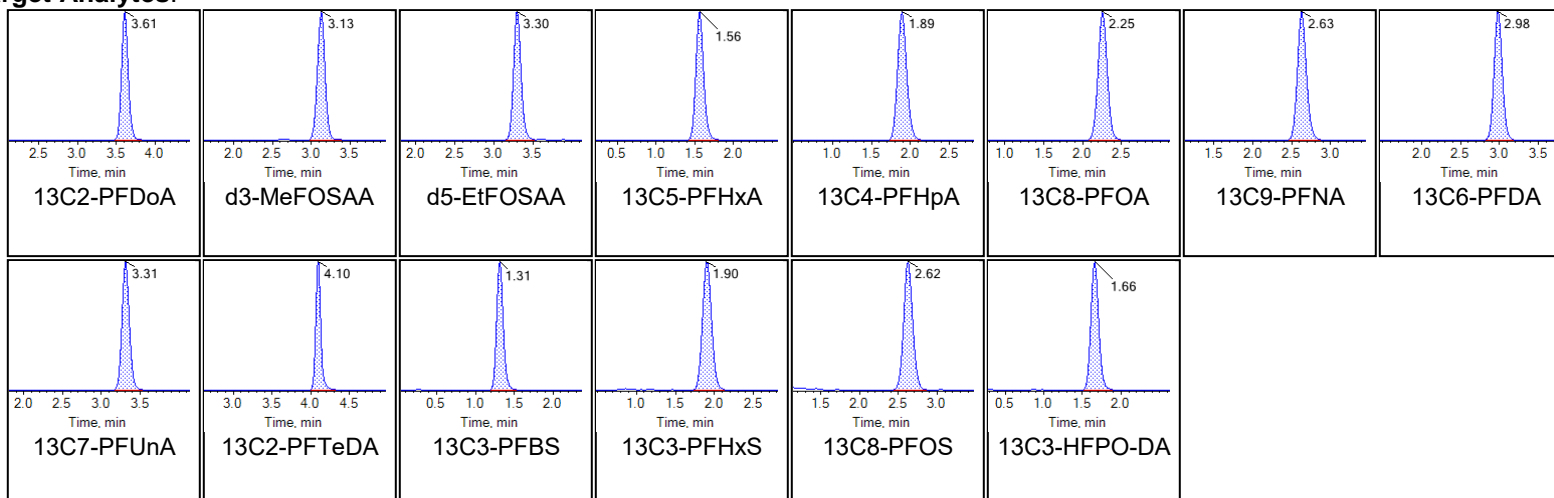 rget Analytes:
3.61
3.13
3.30
1.56
1.89
2.25
2.63
2.98
2.5 3.0 3.5 4.0
2.0 2.5 3.0 3.5
2.0 2.5 3.0 3.5
0.5 1.0 1.5 2.0
1.0 1.5 2.0 2.5
1.0 1.5 2.0 2.5
1.5 2.0 2.5 3.0
2.0 2.5 3.0 3.5
Time, min
Time, min
Time, min
Time, min
Time, min
Time, min
Time, min
Time, min
13C2-PFDoA
d3-MeFOSAA
d5-EtFOSAA
13C5-PFHxA
13C4-PFHpA
13C8-PFOA
13C9-PFNA
13C6-PFDA
3.31
4.10
1.31
1.90
2.62
1.66
2.0 2.5 3.0 3.5
3.0 3.5 4.0 4.5
0.5 1.0 1.5 2.0
1.0 1.5 2.0 2.5
1.5 2.0 2.5 3.0
0.5 1.0 1.5 2.0
Time, min
Time, min
Time, min
Time, min
Time, min
Time, min
13C7-PFUnA
13C2-PFTeDA
13C3-PFBS
13C3-PFHxS
13C8-PFOS
13C3-HFPO-DA